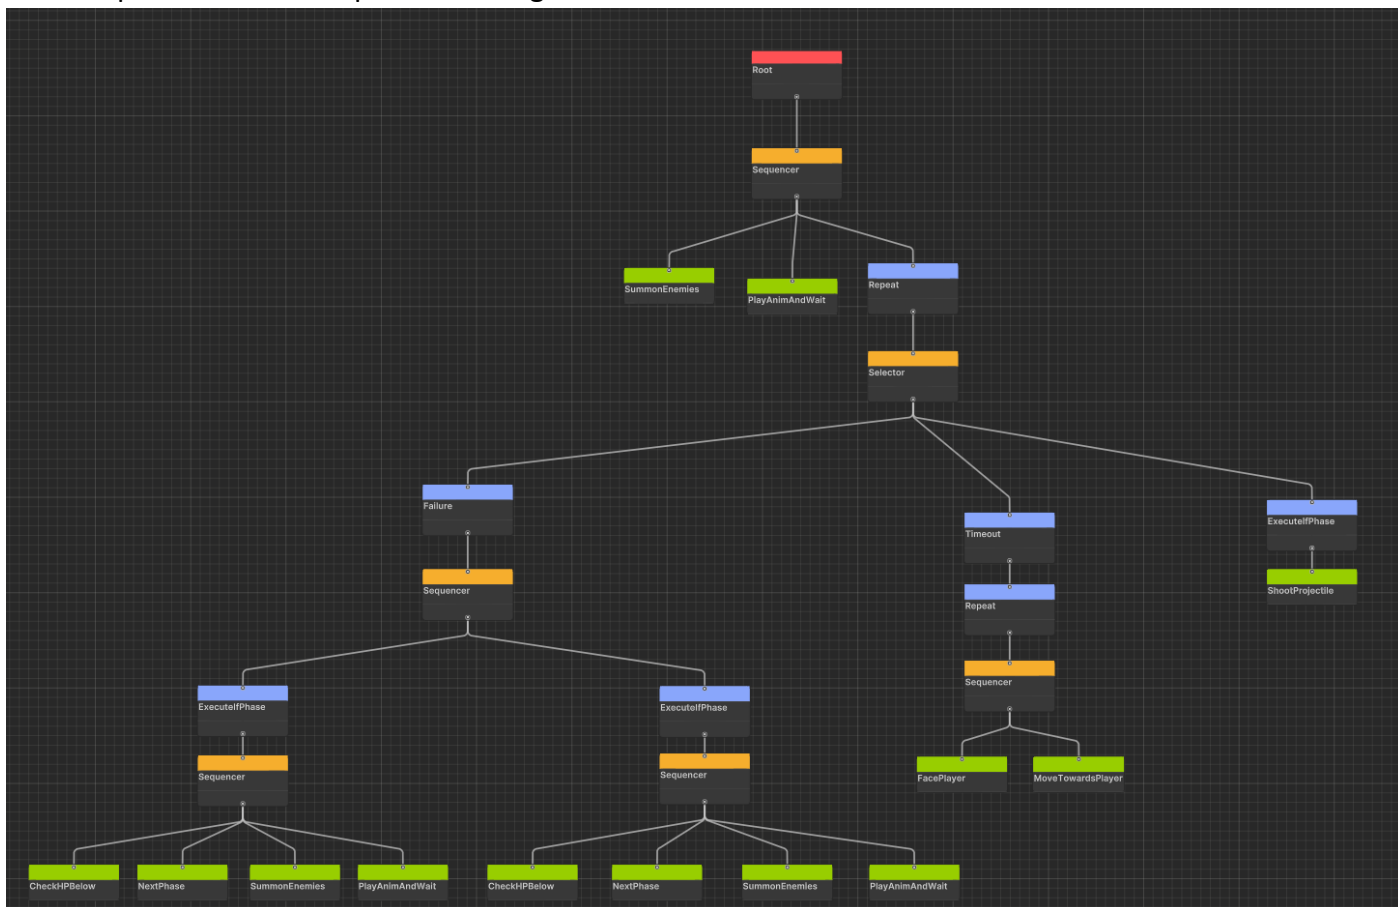 Root
Sequencer
SummonEnemies
PlayAnimAndWait
Repeat
Selector
Failure
Timeout
ExecuteIfPhase
Sequencer
Repeat
ShootProjectile
ExecuteIfPhase
ExecuteIfPhase
Sequencer
Sequencer
Sequencer
FacePlayer
MoveTowardsPlayer
CheckHPBelow
NextPhase
SummonEnemies
PlayAnimAndWait
CheckHPBelow
NextPhase
SummonEnemies
PlayAnimAndWait